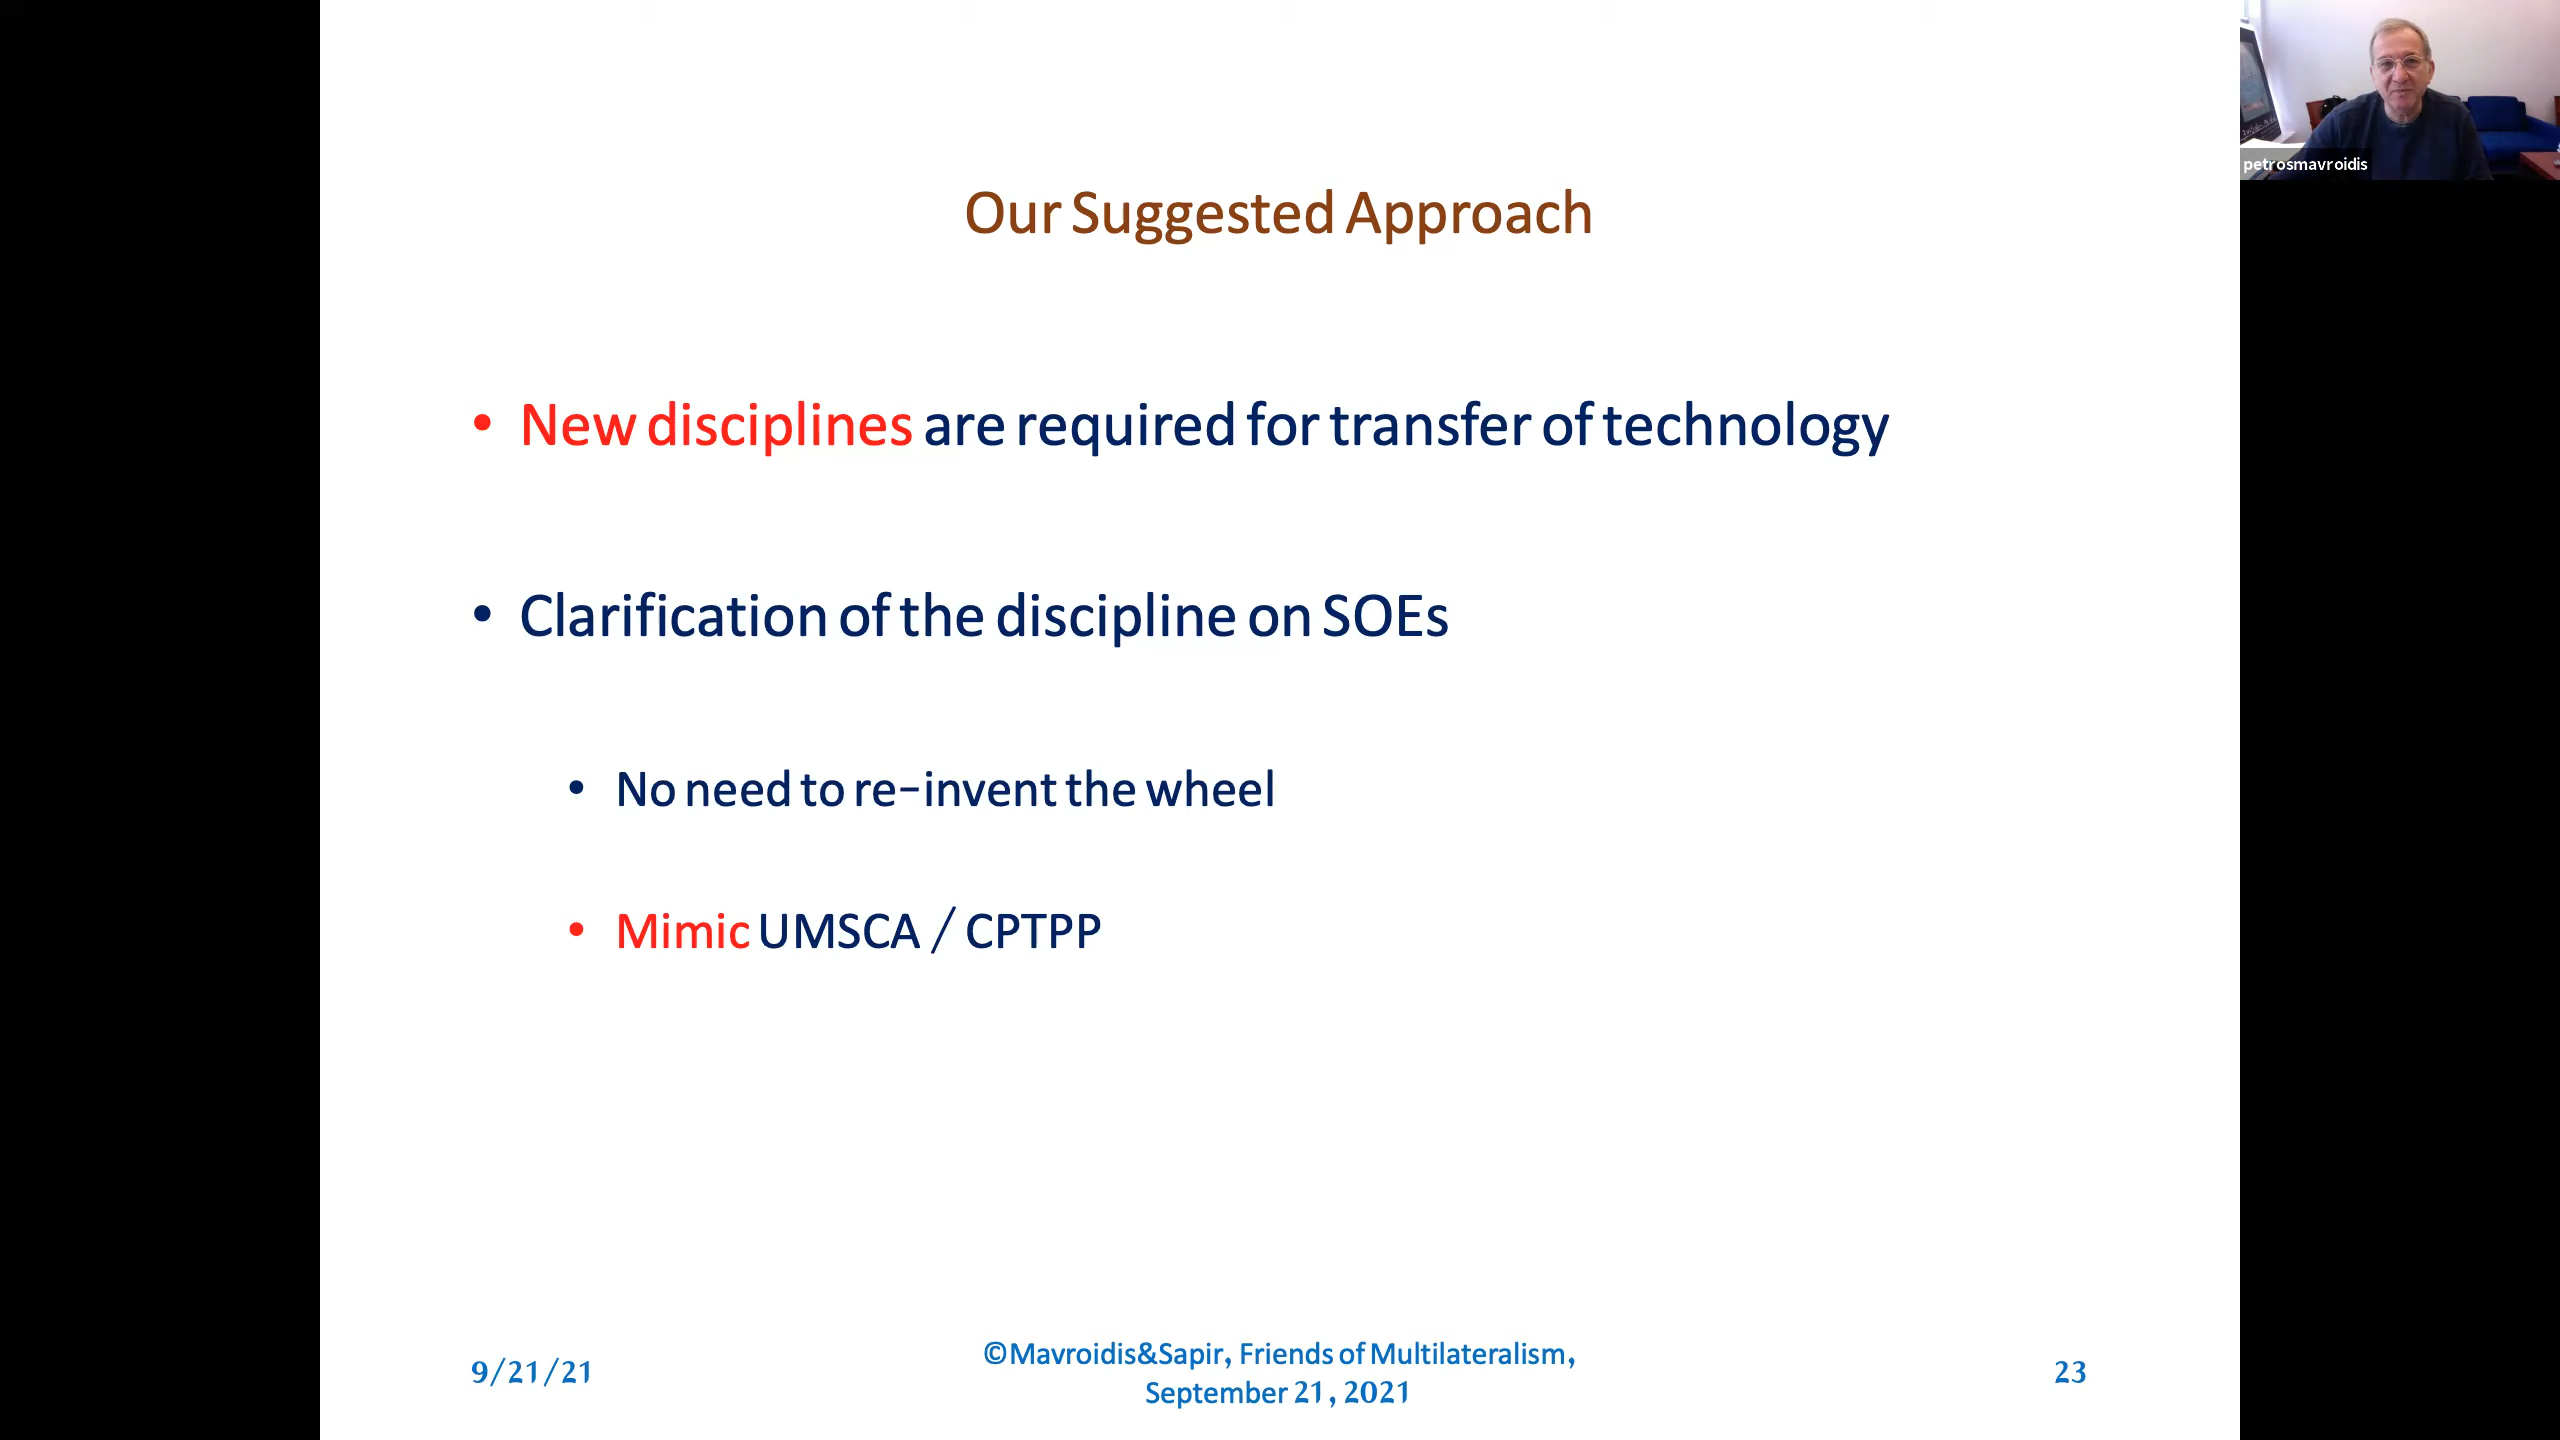 petrosmavroidis
Our Suggested Approach
• New disciplines are required for transfer of technology
• Clarification of the discipline on SOEs
• No need to re-invent the wheel
• Mimic UMSCA / CPTPP
9/21/21
©Mavroidis&Sapir, Friends of Multilateralism,
September 21, 2021
23